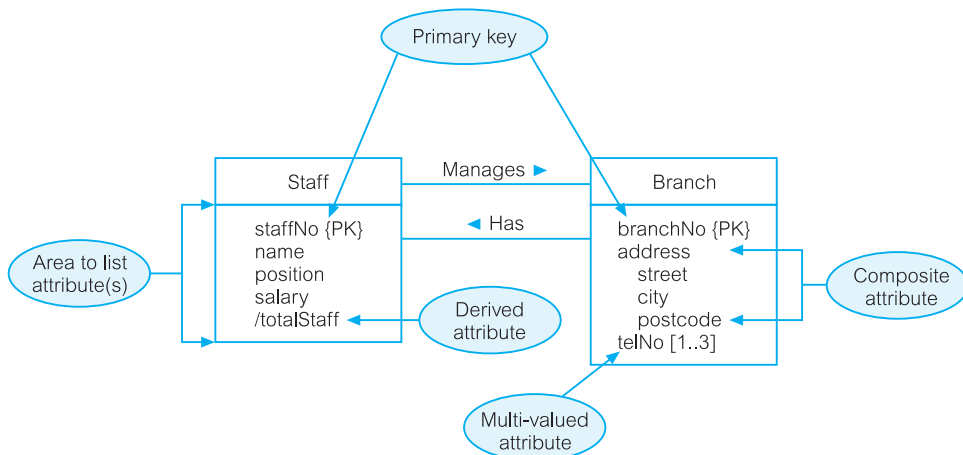 Primary key
Manages ►
Staff
Branch
◄ Has
staffNo {PK}
name
position
salary
/totalStaff
branchNo {PK}
address
street
city
postcode
telNo [1..3]
Area to list
attribute(s)
Derived
attribute
Composite
attribute
Multi-valued
attribute